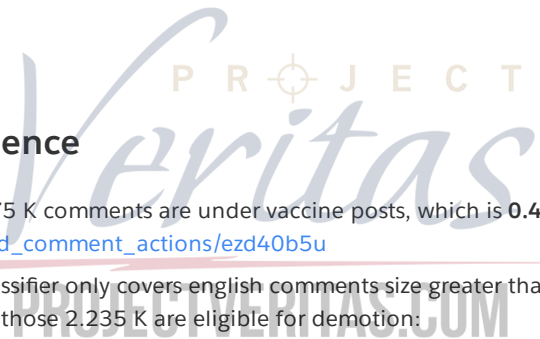 PROJECT
Veritas
ence
75 K comments are under vaccine posts, which is 0.4
d_comment_actions/ezd40b5u
ssifier only covers english comments size greater tha
those 2.235 K are eligible for demotion:
PROJECTVERITAS.COM